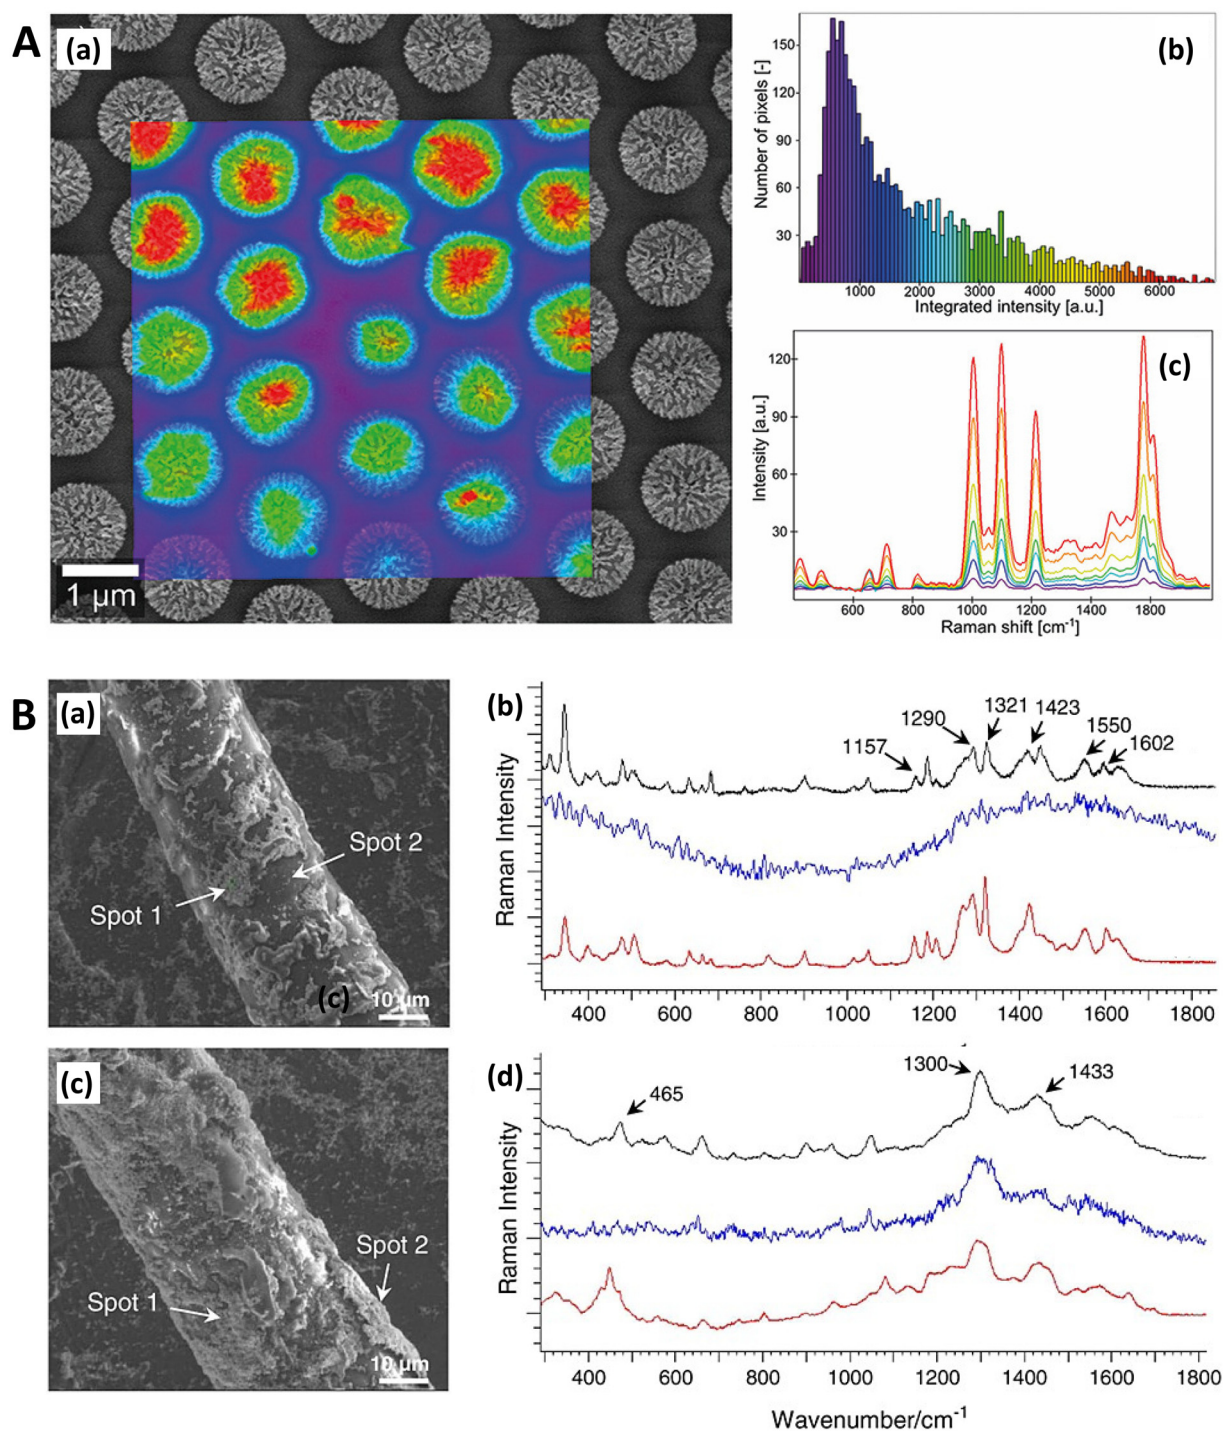 A
(a)
1 µm
(b)
150
120
90
60
30
Number of pixels [-]
1000 2000 3000 4000 5000 6000
Integrated intensity [a.u.]
(c)
120
90
60
30
Intensity [a.u.]
600 800 1000 1200 1400 1600 1800
Raman shift [cm-1]
B
(a)
Spot 2
Spot 1
(c)
10 µm
(b)
1157
1290
1321
1423
1550
1602
Raman Intensity
400 600 800 1000 1200 1400 1600 1800
(c)
Spot 2
Spot 1
10 µm
(d)
465
1300
1433
Raman Intensity
400 600 800 1000 1200 1400 1600 1800
Wavenumber/cm-1